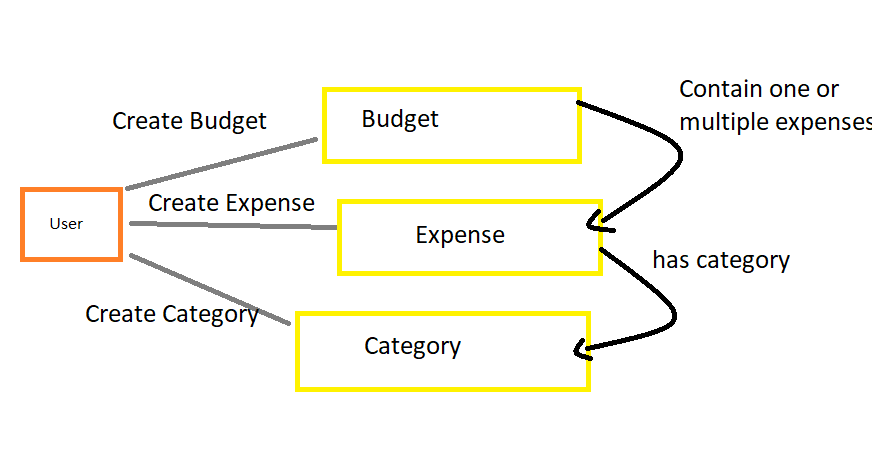 Contain one or
multiple expenses
Create Budget
Budget
User
Create Expense
Expense
has category
Create Category
Category